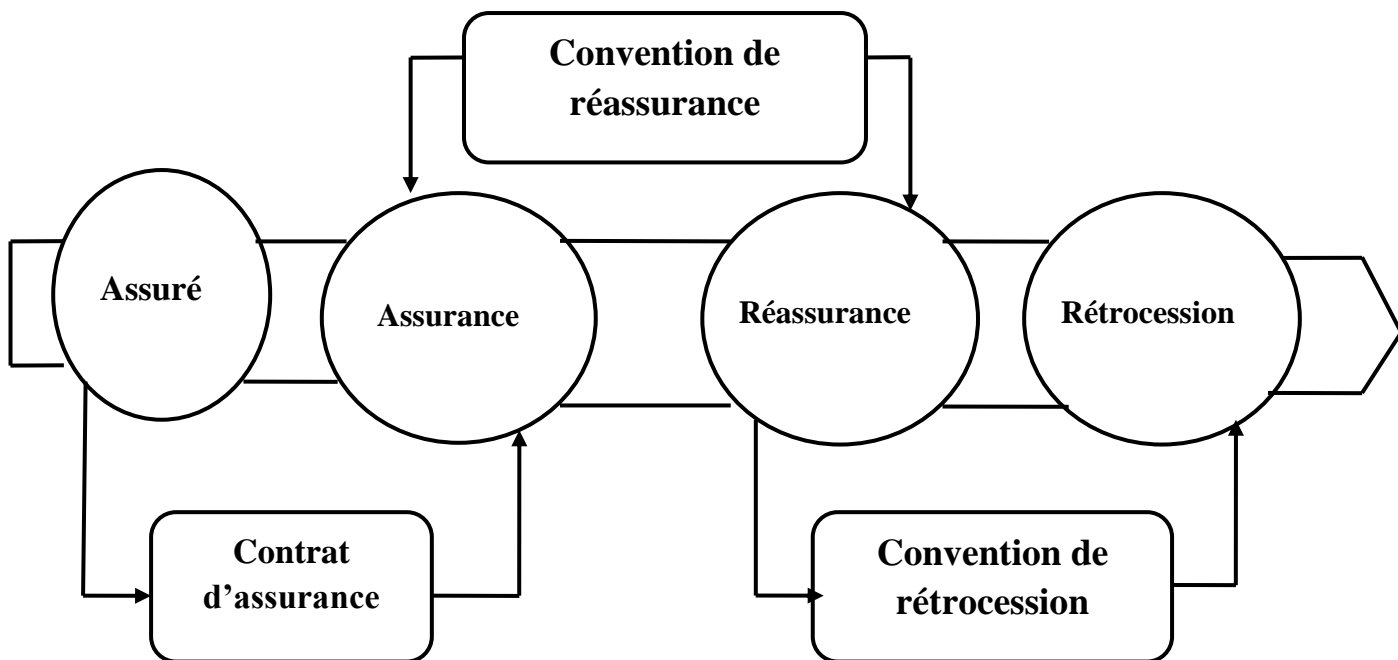 Convention de
réassurance
Assuré
Assurance
Réassurance
Rétrocession
Contrat
d’assurance
Convention de
rétrocession